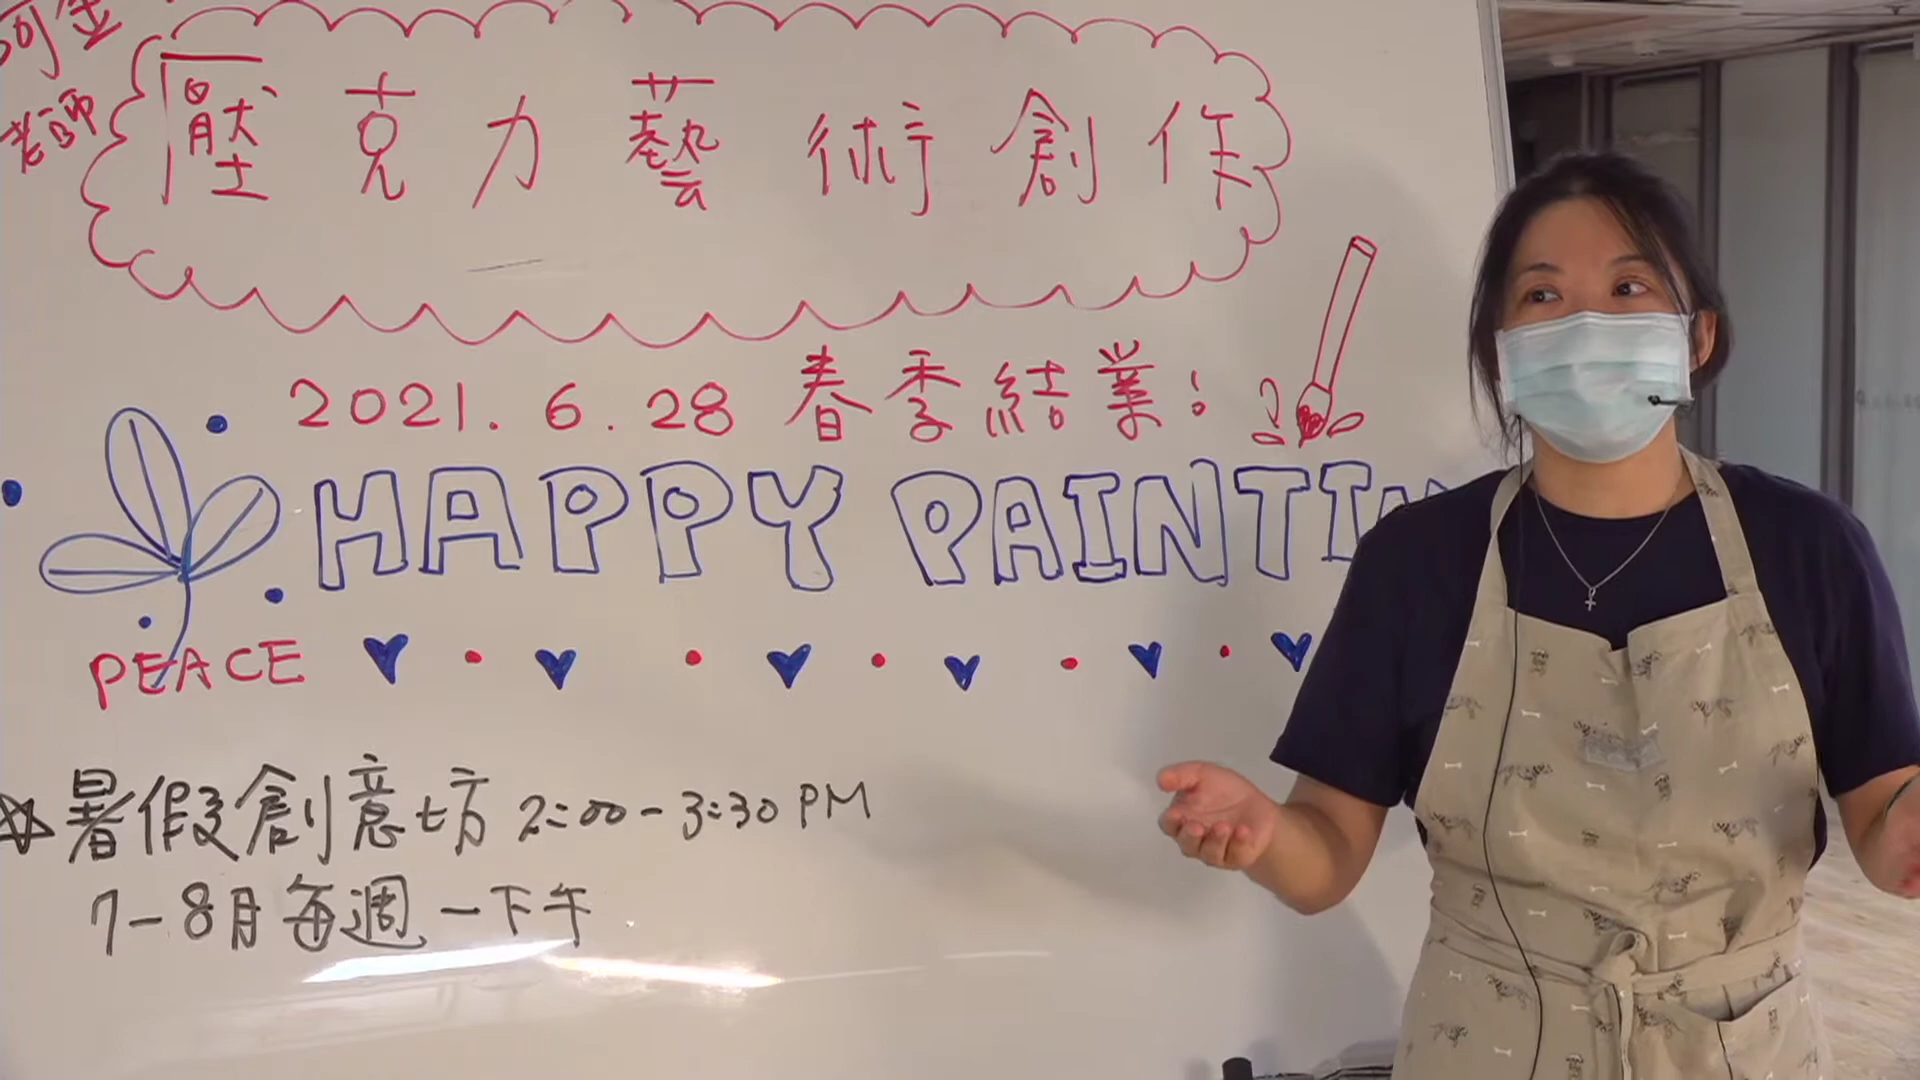 老師
壓克力藝術創作
2021.6.28 春季結業!
HAPPY PAINTIN
PEACE
☆暑假創意坊 2:00-3:30 PM
7-8月每週一下午